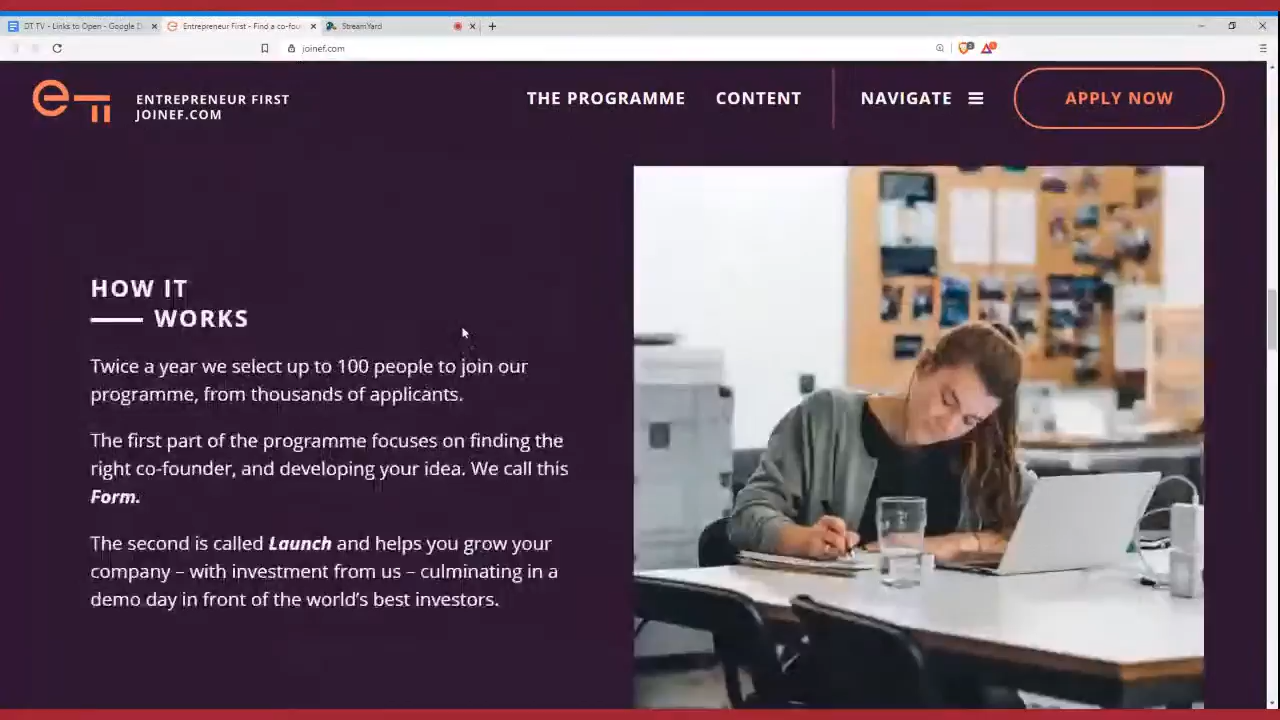 DT TV - Links to Open - Google D
Entrepreneur First - Find a co-fou
StreamYard
joinef.com
ENTREPRENEUR FIRST
JOINEF.COM
THE PROGRAMME
CONTENT
NAVIGATE
APPLY NOW
HOW IT
WORKS
Twice a year we select up to 100 people to join our
programme, from thousands of applicants.
The first part of the programme focuses on finding the
right co-founder, and developing your idea. We call this
Form.
The second is called Launch and helps you grow your
company – with investment from us – culminating in a
demo day in front of the world’s best investors.